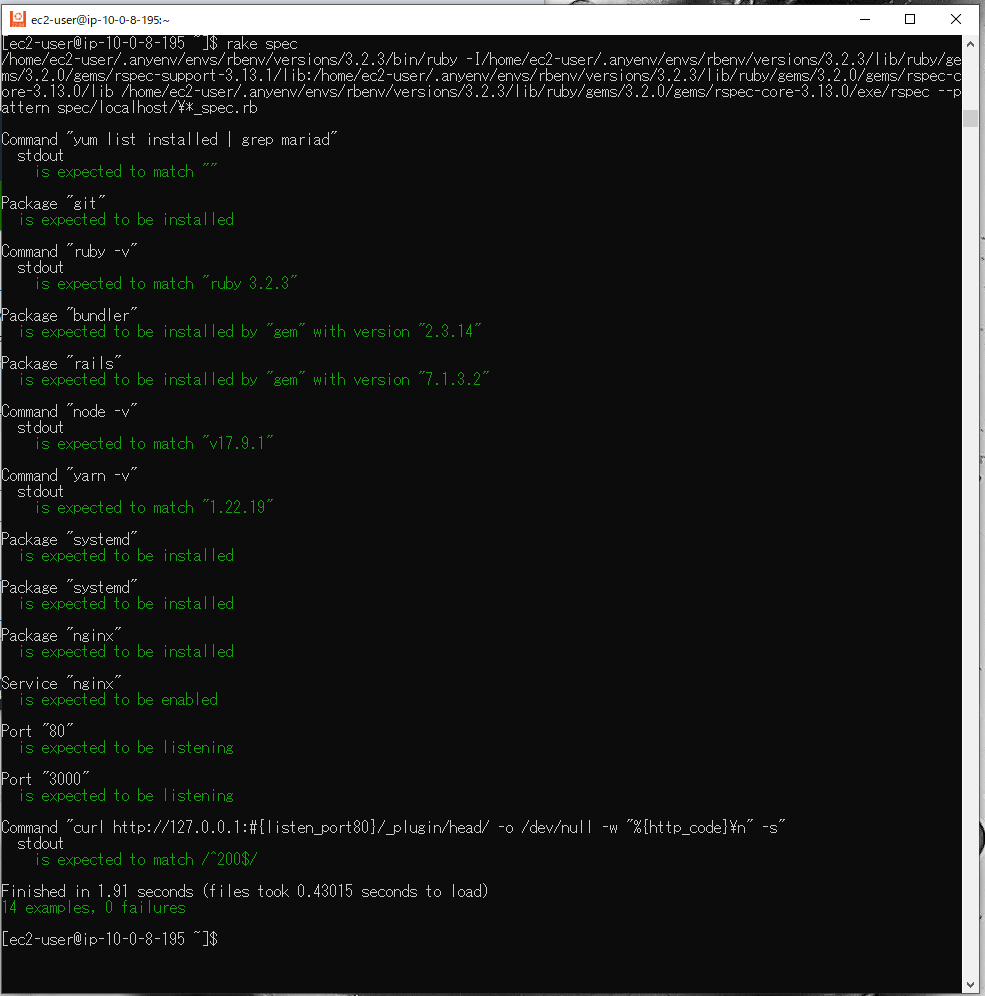 ec2-user@ip-10-0-8-195:~
[ec2-user@ip-10-0-8-195 ~]$ rake spec
/home/ec2-user/.anyenv/envs/rbenv/versions/3.2.3/bin/ruby -I/home/ec2-user/.anyenv/envs/rbenv/versions/3.2.3/lib/ruby/ge
ms/3.2.0/gems/rspec-support-3.13.1/lib:/home/ec2-user/.anyenv/envs/rbenv/versions/3.2.3/lib/ruby/gems/3.2.0/gems/rspec-c
ore-3.13.0/lib /home/ec2-user/.anyenv/envs/rbenv/versions/3.2.3/lib/ruby/gems/3.2.0/gems/rspec-core-3.13.0/exe/rspec --p
attern spec/localhost/¥*_spec.rb
Command "yum list installed | grep mariad"
stdout
is expected to match ""
Package "git"
is expected to be installed
Command "ruby -v"
stdout
is expected to match "ruby 3.2.3"
Package "bundler"
is expected to be installed by "gem" with version "2.3.14"
Package "rails"
is expected to be installed by "gem" with version "7.1.3.2"
Command "node -v"
stdout
is expected to match "v17.9.1"
Command "yarn -v"
stdout
is expected to match "1.22.19"
Package "systemd"
is expected to be installed
Package "systemd"
is expected to be installed
Package "nginx"
is expected to be installed
Service "nginx"
is expected to be enabled
Port "80"
is expected to be listening
Port "3000"
is expected to be listening
Command "curl http://127.0.0.1:#{listen_port80}/_plugin/head/ -o /dev/null -w "%{http_code}¥n" -s"
stdout
is expected to match /^200$/
Finished in 1.91 seconds (files took 0.43015 seconds to load)
14 examples, 0 failures
[ec2-user@ip-10-0-8-195 ~]$